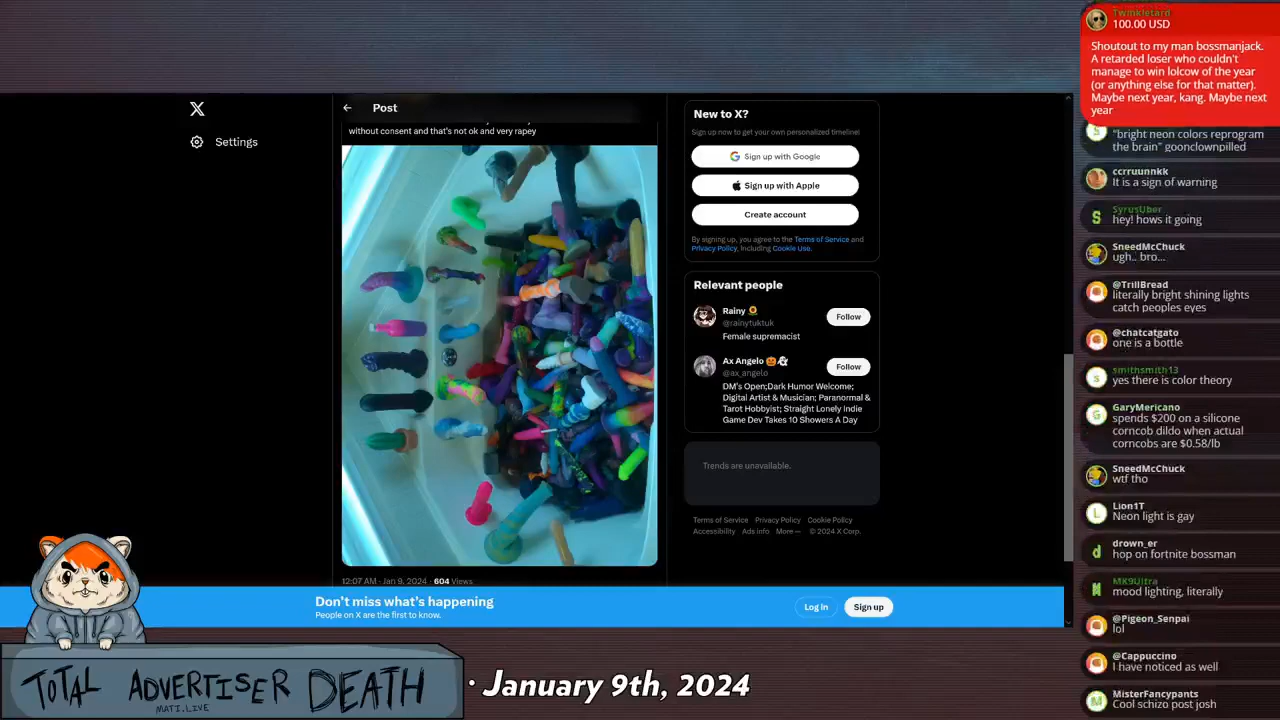 Post
Settings
without consent and that's not ok and very rapey
12:07 AM · Jan 9, 2024 · 604 Views
New to X?
Sign up now to get your own personalized timeline!
Sign up with Google
Sign up with Apple
Create account
By signing up, you agree to the Terms of Service and
Privacy Policy, including Cookie Use.
Relevant people
Rainy
@rainytuktuk
Follow
Female supremacist
Ax Angelo
@ax_angelo
Follow
DM's Open;Dark Humor Welcome;
Digital Artist & Musician; Paranormal &
Tarot Hobbyist; Straight Lonely Indie
Game Dev Takes 10 Showers A Day
Trends are unavailable.
Terms of Service Privacy Policy Cookie Policy
Accessibility Ads info More ··· © 2024 X Corp.
Don't miss what's happening
People on X are the first to know.
Log in
Sign up
TOTAL ADVERTISER DEATH
MATI.LIVE
· January 9th, 2024
Twinkletard
100.00 USD
Shoutout to my man bossmanjack.
A retarded loser who couldn't
manage to win lolcow of the year
(or anything else for that matter).
Maybe next year, kang. Maybe next
year
"bright neon colors reprogram
the brain" goonclownpilled
ccrruunnkk
It is a sign of warning
SyrusUber
hey! hows it going
SneedMcChuck
ugh.. bro...
@TrillBread
literally bright shining lights
catch peoples eyes
@chatcatgato
one is a bottle
smithsmith13
yes there is color theory
GaryMericano
spends $200 on a silicone
corncob dildo when actual
corncobs are $0.58/lb
SneedMcChuck
wtf tho
Lion1T
Neon light is gay
drown_er
hop on fortnite bossman
MK9Ultra
mood lighting, literally
@Pigeon_Senpai
lol
@Cappuccino
I have noticed as well
MisterFancypants
Cool schizo post josh